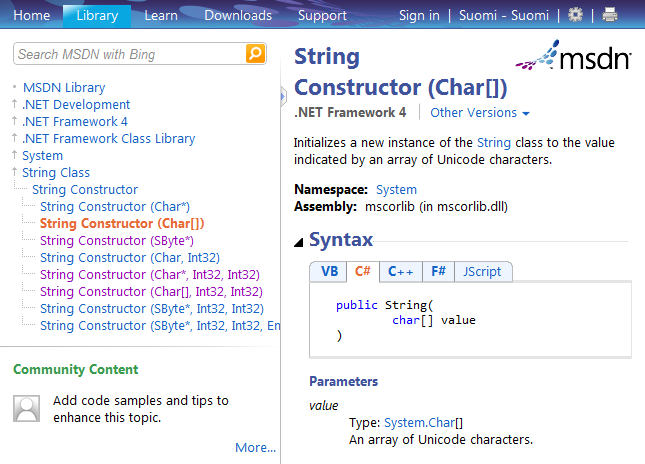 Home Library Learn Downloads Support Sign in | Suomi - Suomi
Search MSDN with Bing
MSDN Library
.NET Development
.NET Framework 4
.NET Framework Class Library
System
String Class
String Constructor
String Constructor (Char*)
String Constructor (Char[])
String Constructor (SByte*)
String Constructor (Char, Int32)
String Constructor (Char*, Int32, Int32)
String Constructor (Char[], Int32, Int32)
String Constructor (SByte*, Int32, Int32)
String Constructor (SByte*, Int32, Int32, En
Community Content
Add code samples and tips to
enhance this topic.
More...
msdn
String
Constructor (Char[])
.NET Framework 4 Other Versions
Initializes a new instance of the String class to the value
indicated by an array of Unicode characters.
Namespace: System
Assembly: mscorlib (in mscorlib.dll)
Syntax
VB C# C++ F# JScript
public String(
char[] value
)
Parameters
value
Type: System.Char[]
An array of Unicode characters.